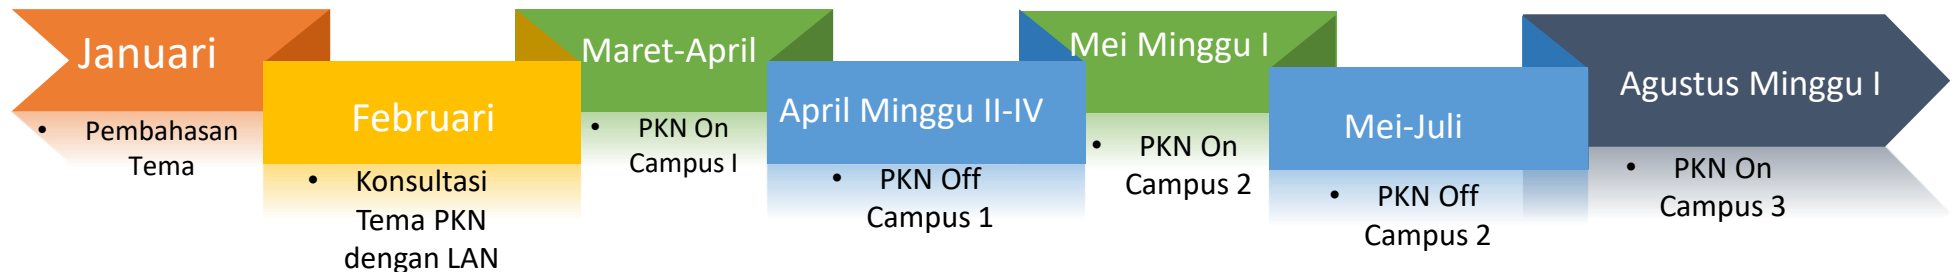 Januari
• Pembahasan
Tema
Februari
• Konsultasi
Tema PKN
dengan LAN
Maret-April
• PKN On
Campus I
April Minggu II-IV
• PKN Off
Campus 1
Mei Minggu I
• PKN On
Campus 2
Mei-Juli
• PKN Off
Campus 2
Agustus Minggu I
• PKN On
Campus 3